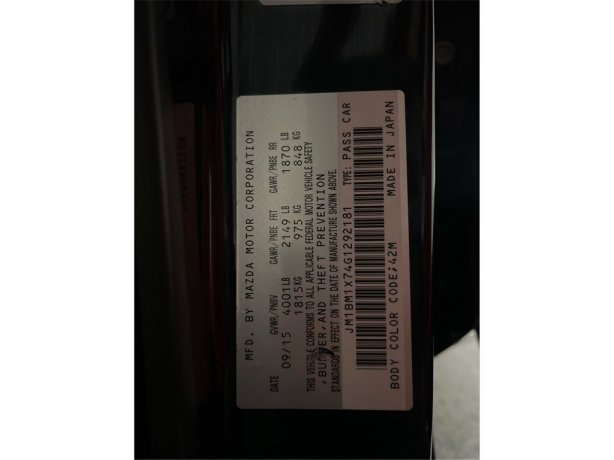 MFD. BY MAZDA MOTOR CORPORATION
DATE GVWR/PNBV GAWR/PNBE FRT GAWR/PNBE RR
09/15 4001LB 2149 LB 1870 LB
1815KG 975 KG 848 KG
THIS VEHICLE CONFORMS TO ALL APPLICABLE FEDERAL MOTOR VEHICLE SAFETY
,BUMPER,AND THEFT PREVENTION
STANDARDS IN EFFECT ON THE DATE OF MANUFACTURE SHOWN ABOVE.
JM1BM1X74G1292181 TYPE: PASS CAR
BODY COLOR CODE;42M MADE IN JAPAN